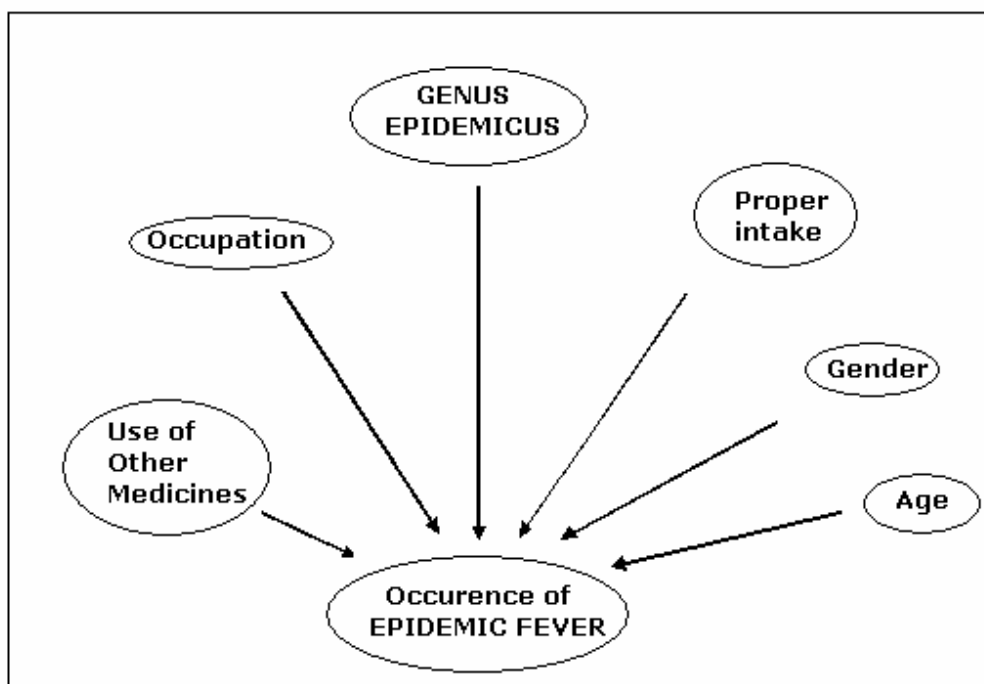 GENUS
EPIDEMICUS
Proper
intake
Occupation
Gender
Use of
Other
Medicines
Age
Occurence of
EPIDEMIC FEVER